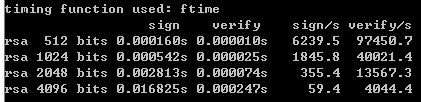 timing function used: ftime
sign verify sign/s verify/s
rsa 512 bits 0.000160s 0.000010s 6239.5 97450.7
rsa 1024 bits 0.000542s 0.000025s 1845.8 40021.4
rsa 2048 bits 0.002813s 0.000074s 355.4 13567.3
rsa 4096 bits 0.016825s 0.000247s 59.4 4044.4